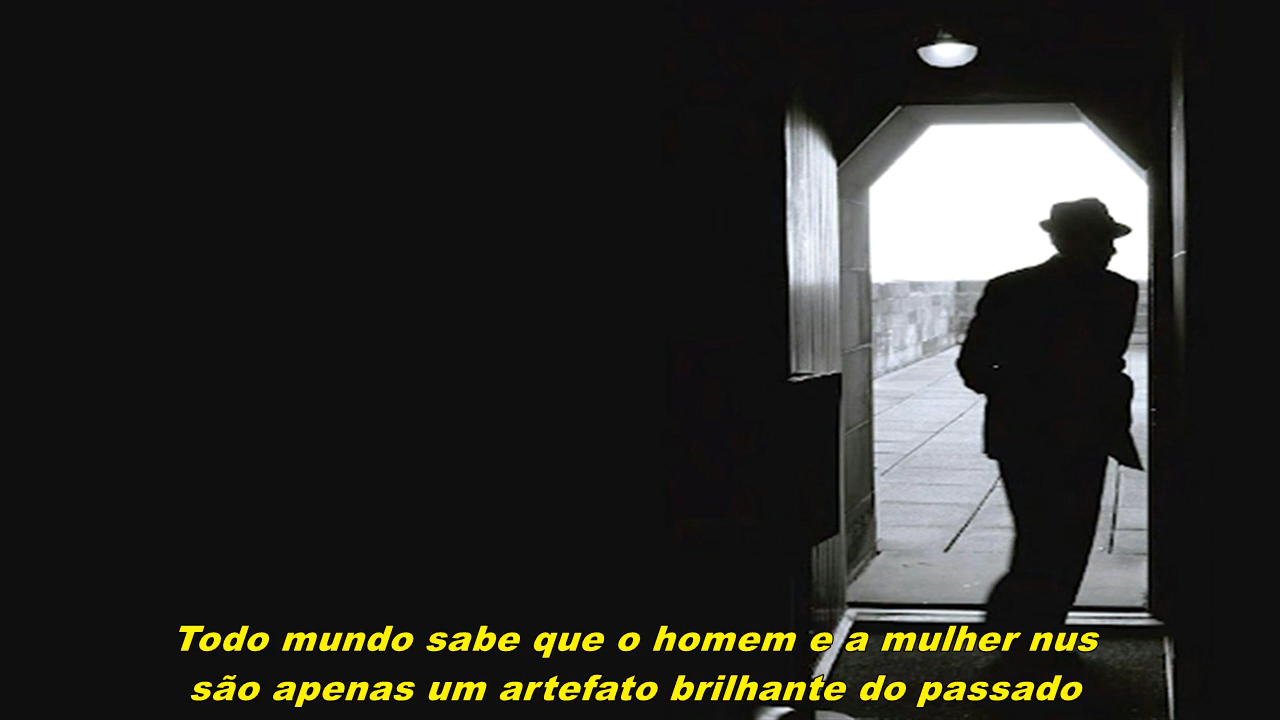 Todo mundo sabe que o homem e a mulher nus
são apenas um artefato brilhante do passado